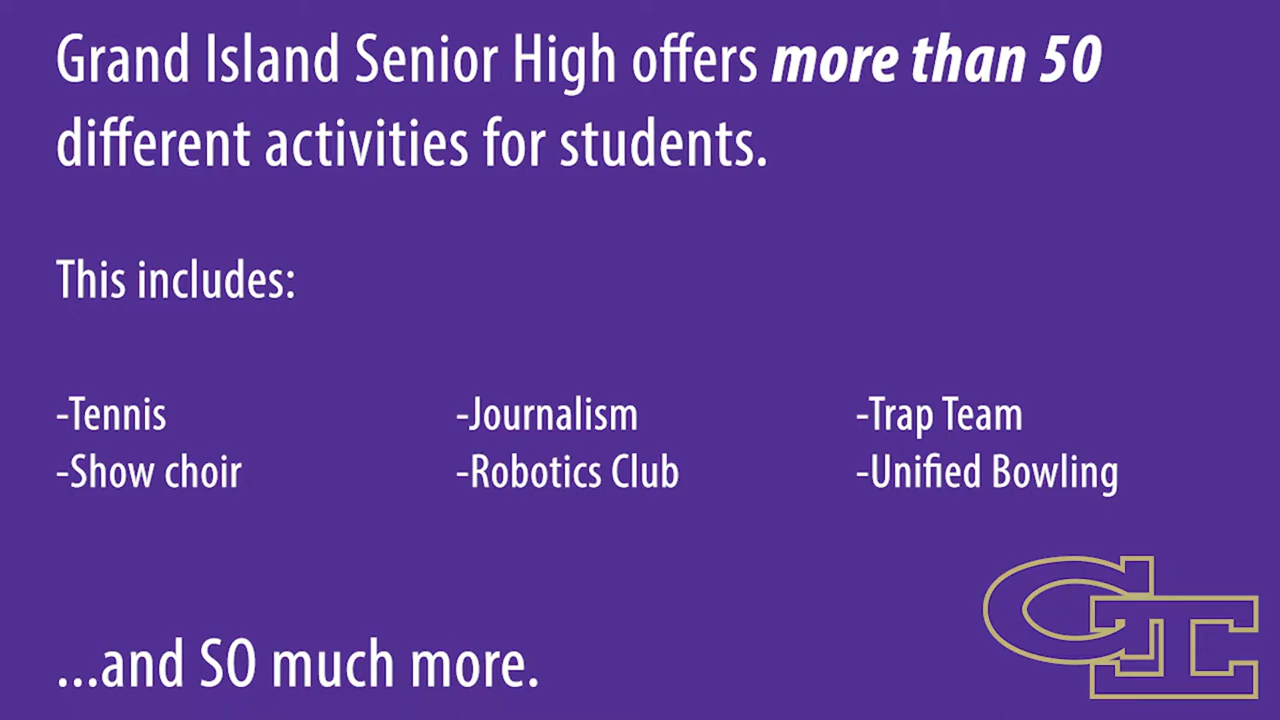 Grand Island Senior High offers more than 50
different activities for students.
This includes:
-Tennis
-Show choir
-Journalism
-Robotics Club
-Trap Team
-Unified Bowling
...and SO much more.
GI